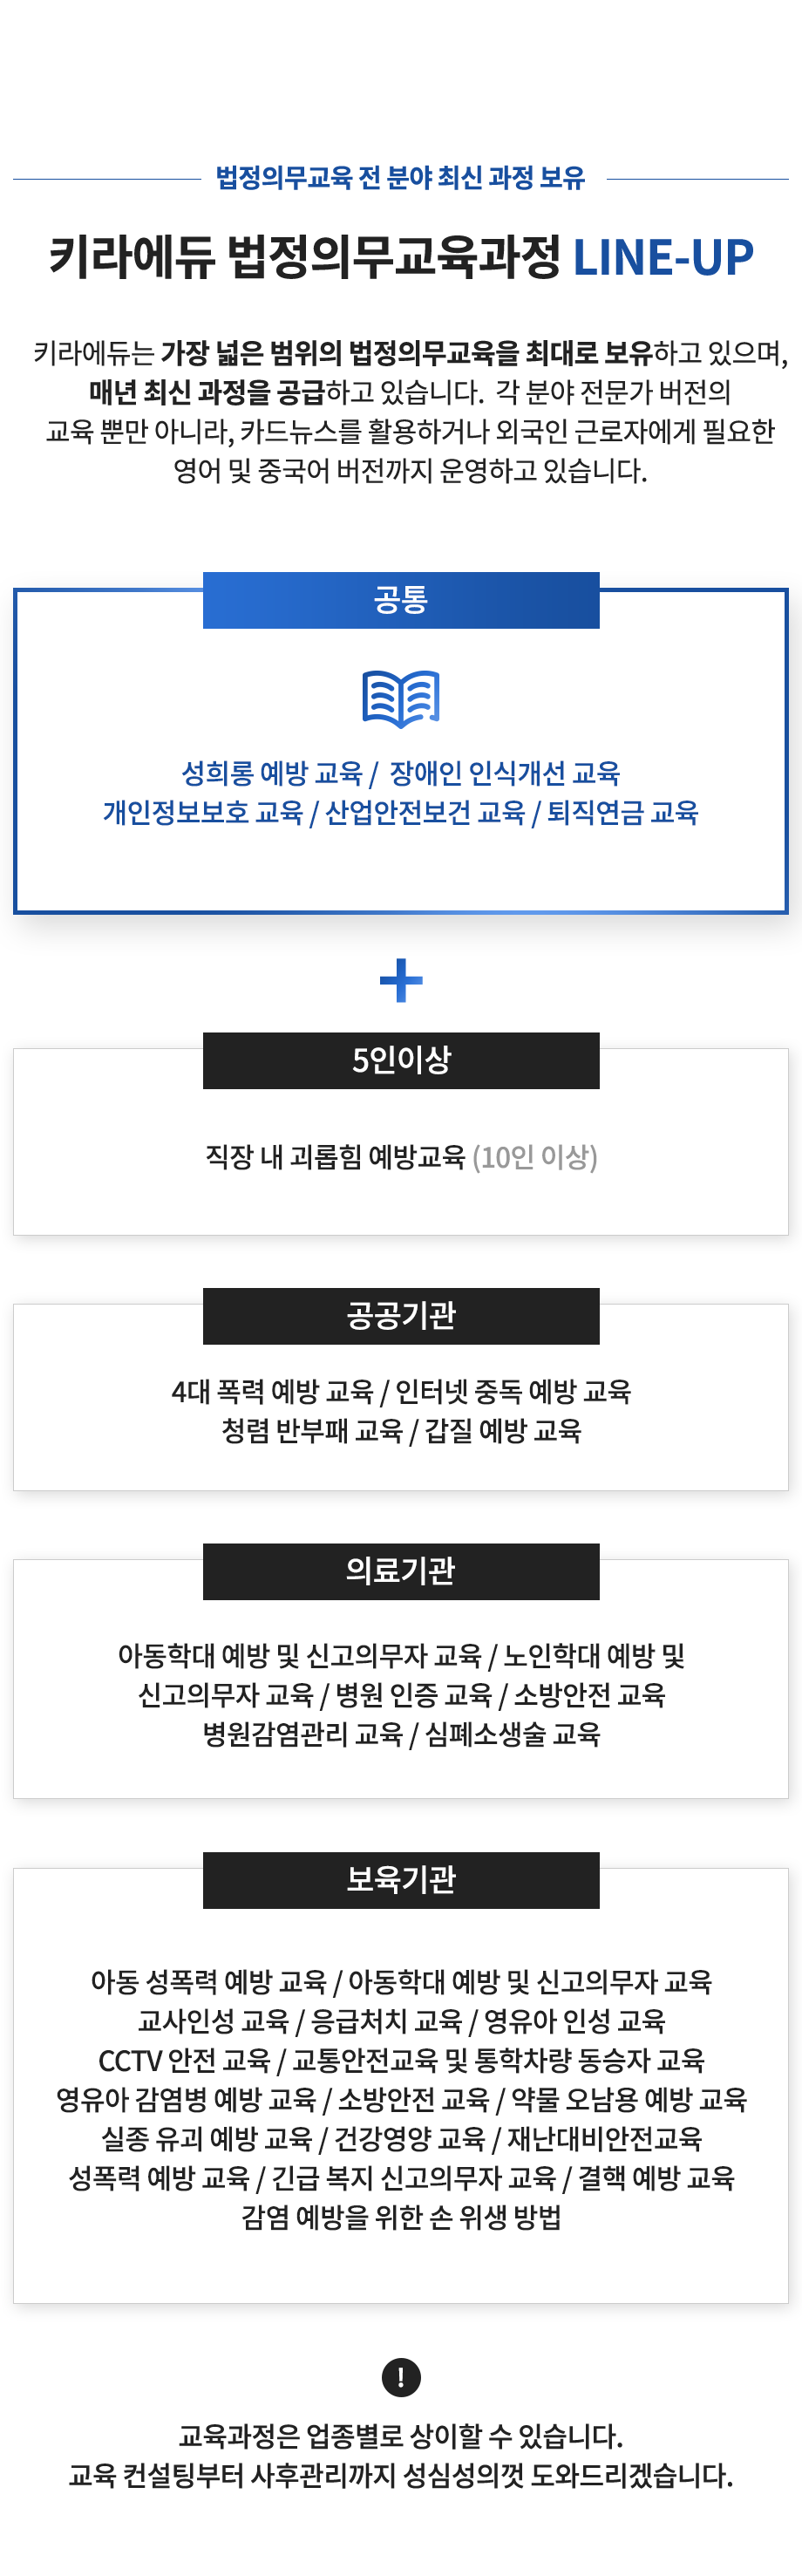 법정의무교육 전 분야 최신 과정 보유
키라에듀 법정의무교육과정 LINE-UP
키라에듀는 가장 넓은 범위의 법정의무교육을 최대로 보유하고 있으며,
매년 최신 과정을 공급하고 있습니다. 각 분야 전문가 버전의
교육 뿐만 아니라, 카드뉴스를 활용하거나 외국인 근로자에게 필요한
영어 및 중국어 버전까지 운영하고 있습니다.
공통
성희롱 예방 교육 / 장애인 인식개선 교육
개인정보보호 교육 / 산업안전보건 교육 / 퇴직연금 교육
+
5인이상
직장 내 괴롭힘 예방교육 (10인 이상)
공공기관
4대 폭력 예방 교육 / 인터넷 중독 예방 교육
청렴 반부패 교육 / 갑질 예방 교육
의료기관
아동학대 예방 및 신고의무자 교육 / 노인학대 예방 및
신고의무자 교육 / 병원 인증 교육 / 소방안전 교육
병원감염관리 교육 / 심폐소생술 교육
보육기관
아동 성폭력 예방 교육 / 아동학대 예방 및 신고의무자 교육
교사인성 교육 / 응급처치 교육 / 영유아 인성 교육
CCTV 안전 교육 / 교통안전교육 및 통학차량 동승자 교육
영유아 감염병 예방 교육 / 소방안전 교육 / 약물 오남용 예방 교육
실종 유괴 예방 교육 / 건강영양 교육 / 재난대비안전교육
성폭력 예방 교육 / 긴급 복지 신고의무자 교육 / 결핵 예방 교육
감염 예방을 위한 손 위생 방법
!
교육과정은 업종별로 상이할 수 있습니다.
교육 컨설팅부터 사후관리까지 성심성의껏 도와드리겠습니다.